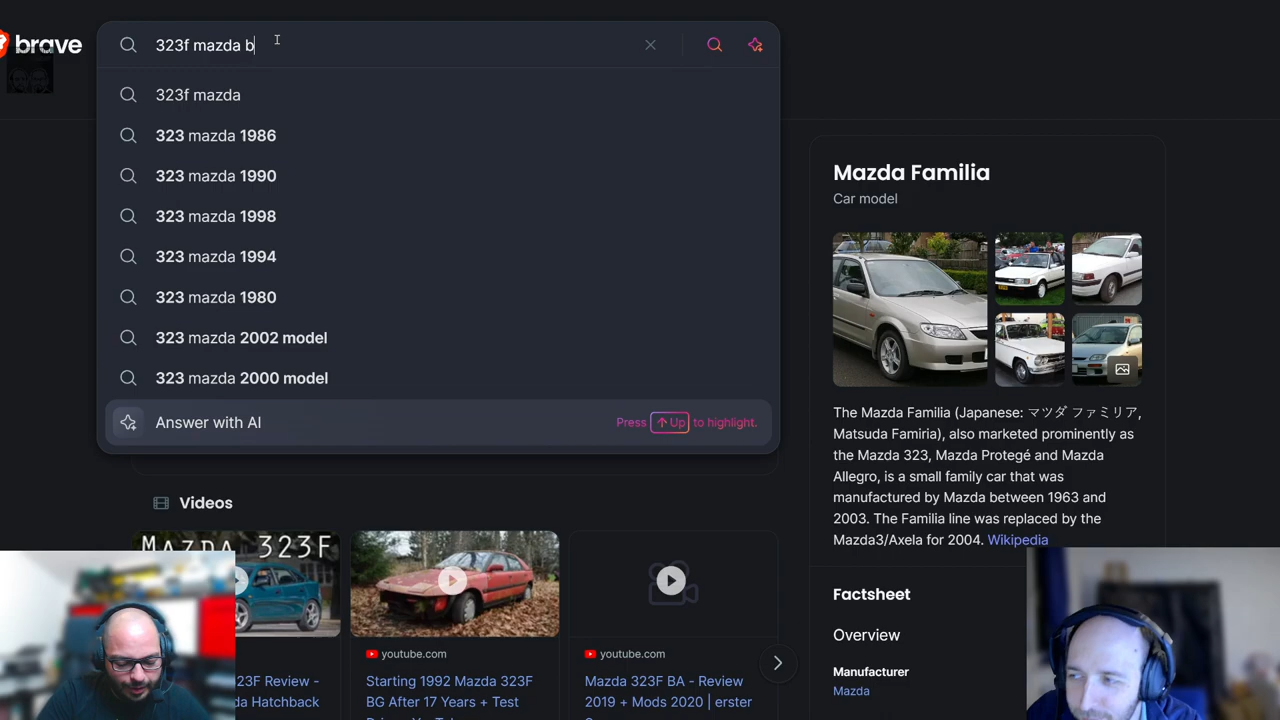 brave
323f mazda b
323f mazda
323 mazda 1986
323 mazda 1990
323 mazda 1998
323 mazda 1994
323 mazda 1980
323 mazda 2002 model
323 mazda 2000 model
Answer with AI
Press ↑ Up to highlight.
Videos
MAZDA 323F
youtube.com
youtube.com
23F Review -
da Hatchback
Starting 1992 Mazda 323F
BG After 17 Years + Test
Mazda 323F BA - Review
2019 + Mods 2020 | erster
Mazda Familia
Car model
The Mazda Familia (Japanese: マツダ ファミリア,
Matsuda Famiria), also marketed prominently as
the Mazda 323, Mazda Protegé and Mazda
Allegro, is a small family car that was
manufactured by Mazda between 1963 and
2003. The Familia line was replaced by the
Mazda3/Axela for 2004. Wikipedia
Factsheet
Overview
Manufacturer
Mazda